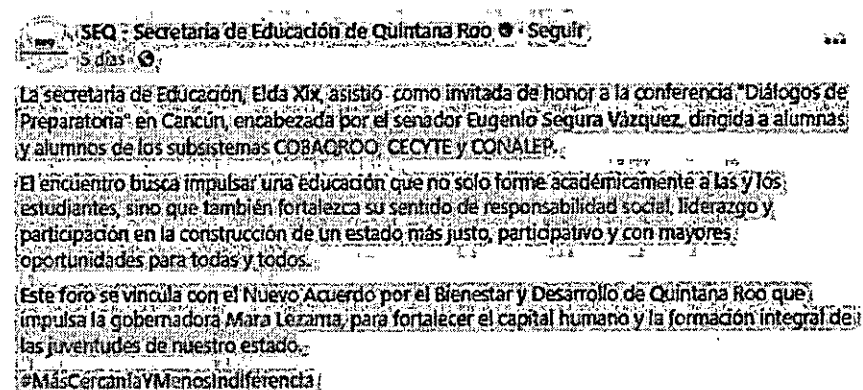 SEQ - Secretaría de Educación de Quintana Roo · Seguir
5 días ·
La secretaria de Educación, Elda Xix, asistió como invitada de honor a la conferencia "Diálogos de
Preparatoria" en Cancún, encabezada por el senador Eugenio Segura Vázquez, dirigida a alumnas
y alumnos de los subsistemas COBAQROO, CECYTE y CONALEP.
El encuentro busca impulsar una educación que no solo forme académicamente a las y los
estudiantes, sino que también fortalezca su sentido de responsabilidad social, liderazgo y
participación en la construcción de un estado más justo, participativo y con mayores
oportunidades para todas y todos.
Este foro se vincula con el Nuevo Acuerdo por el Bienestar y Desarrollo de Quintana Roo que
impulsa la gobernadora Mara Lezama, para fortalecer el capital humano y la formación integral de
las juventudes de nuestro estado.
#MásCercaníaYMenosIndiferencia